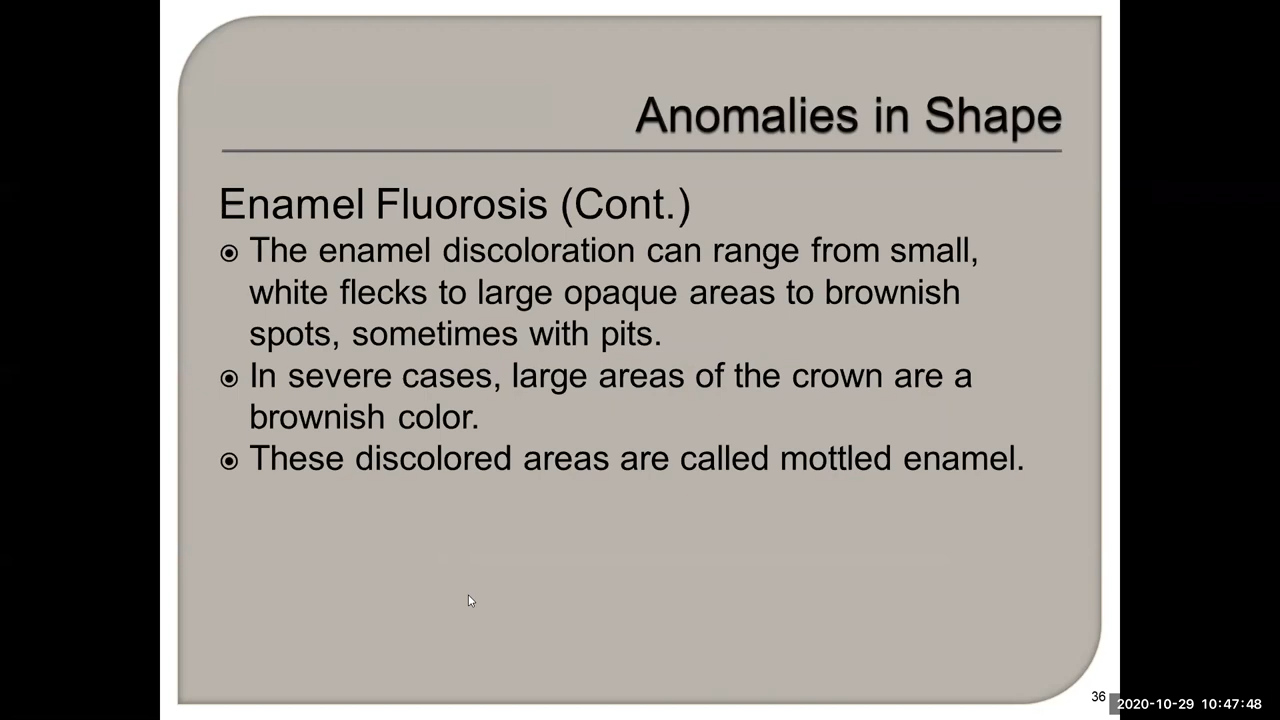 Anomalies in Shape
Enamel Fluorosis (Cont.)
The enamel discoloration can range from small,
white flecks to large opaque areas to brownish
spots, sometimes with pits.
In severe cases, large areas of the crown are a
brownish color.
These discolored areas are called mottled enamel.
36
2020-10-29 10:47:48